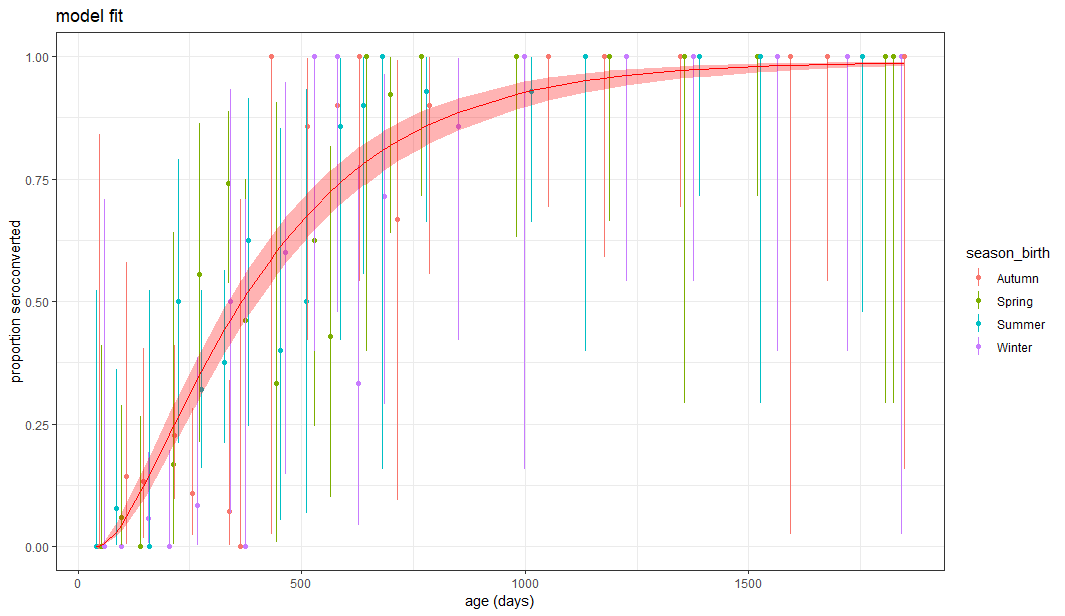 model fit
proportion seroconverted
1.00
0.75
0.50
0.25
0.00
0
500
1000
1500
age (days)
season_birth
Autumn
Spring
Summer
Winter